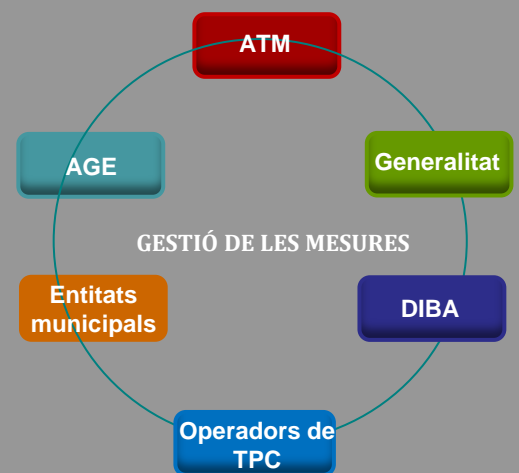 ATM
AGE
Generalitat
GESTIÓ DE LES MESURES
Entitats
municipals
DIBA
Operadors de
TPC